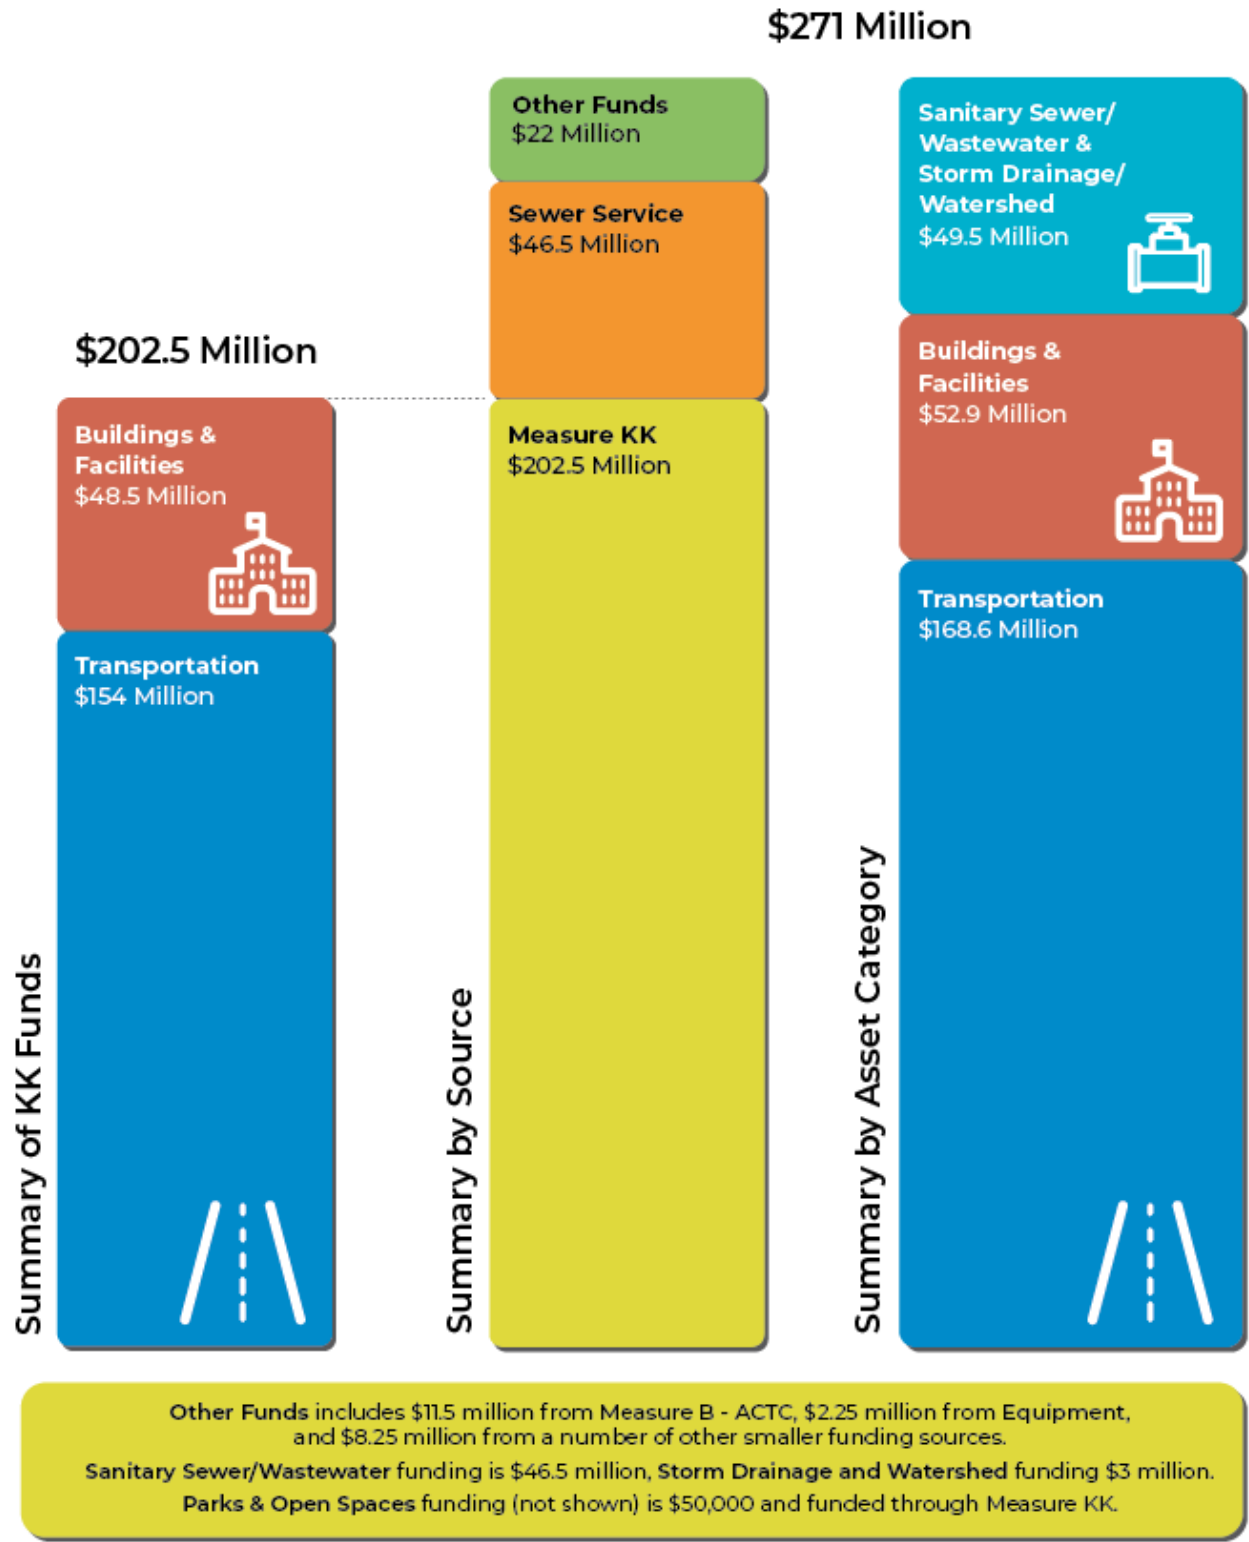 $271 Million
$202.5 Million
Summary of KK Funds
Buildings &
Facilities
$48.5 Million
Transportation
$154 Million
Summary by Source
Other Funds
$22 Million
Sewer Service
$46.5 Million
Measure KK
$202.5 Million
Summary by Asset Category
Sanitary Sewer/
Wastewater &
Storm Drainage/
Watershed
$49.5 Million
Buildings &
Facilities
$52.9 Million
Transportation
$168.6 Million
Other Funds includes $11.5 million from Measure B - ACTC, $2.25 million from Equipment,
and $8.25 million from a number of other smaller funding sources.
Sanitary Sewer/Wastewater funding is $46.5 million, Storm Drainage and Watershed funding $3 million.
Parks & Open Spaces funding (not shown) is $50,000 and funded through Measure KK.